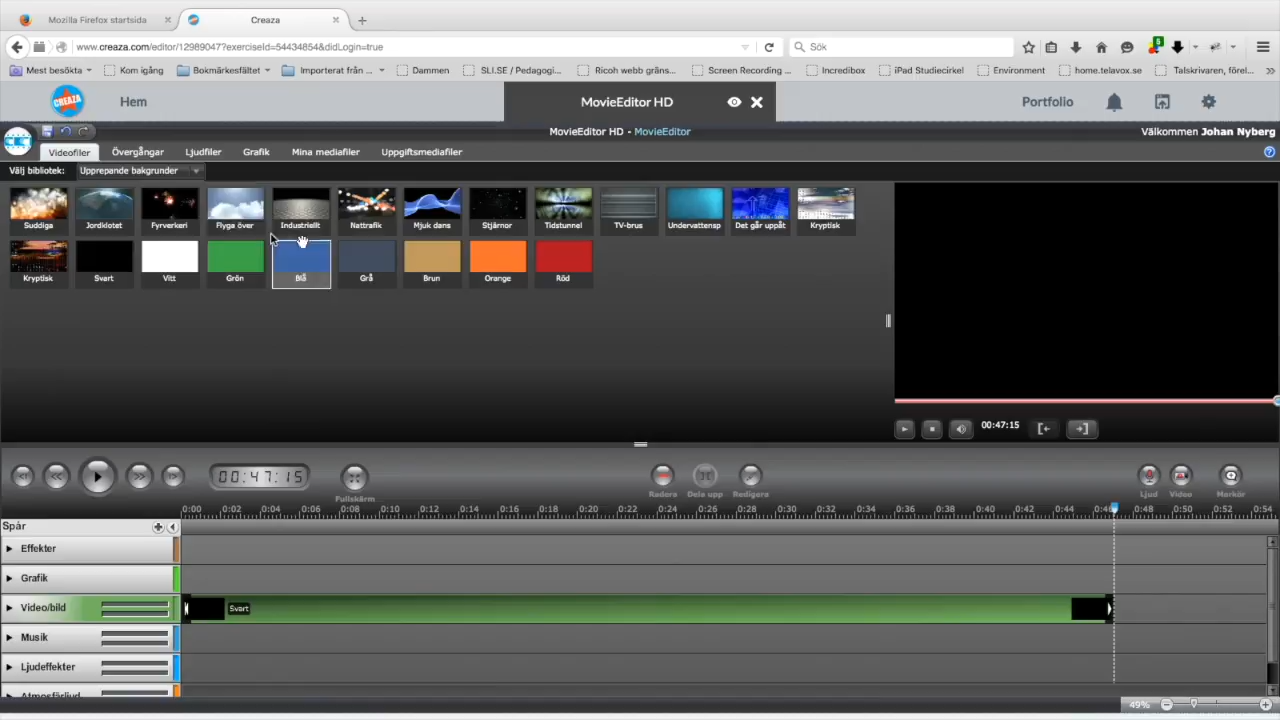 Mozilla Firefox startsida
Creaza
www.creaza.com/editor/12989047?exerciseId=54434854&didLogin=true
Sök
5
Mest besökta
Kom igång
Bokmärkesfältet
Importerat från ...
Dammen
SLI.SE / Pedagogi...
Ricoh webb gräns...
Screen Recording ...
Incredibox
iPad Studiecirkel
Environment
home.telavox.se
Talskrivaren, förel...
CREAZA
Hem
MovieEditor HD
Portfolio
MovieEditor HD - MovieEditor
Välkommen Johan Nyberg
Videofiler
Övergångar
Ljudfiler
Grafik
Mina mediafiler
Uppgiftsmediafiler
Välj bibliotek:
Upprepande bakgrunder
Suddiga
Jordklotet
Fyrverkeri
Flyga över
Industriellt
Nattrafik
Mjuk dans
Stjärnor
Tidstunnel
TV-brus
Undervattensp
Det går uppåt
Kryptisk
Kryptisk
Svart
Vitt
Grön
Blå
Grå
Brun
Orange
Röd
00:47:15
00:47:15
Fullskärm
Radera
Dela upp
Redigera
Ljud
Video
Markör
0:00 0:02 0:04 0:06 0:08 0:10 0:12 0:14 0:16 0:18 0:20 0:22 0:24 0:26 0:28 0:30 0:32 0:34 0:36 0:38 0:40 0:42 0:44 0:48 0:50 0:52 0:54
Spår
Effekter
Grafik
Video/bild
Svart
Musik
Ljudeffekter
Atmosfärljud
49%